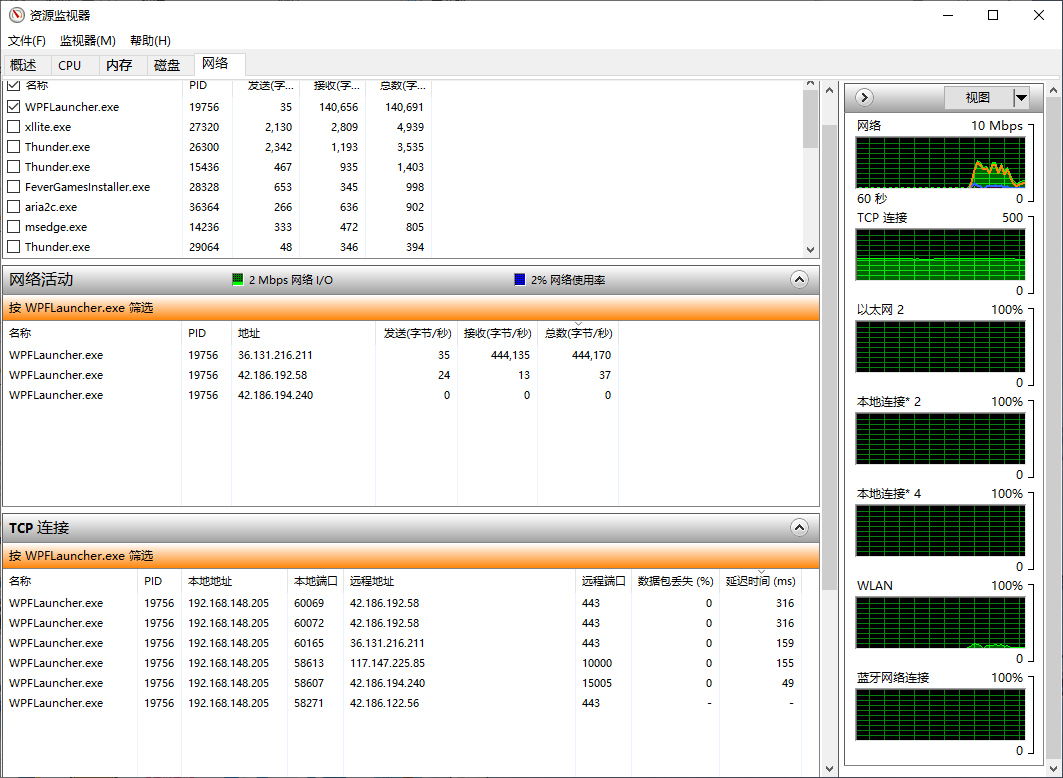 资源监视器
文件(F) 监视器(M) 帮助(H)
概述 CPU 内存 磁盘 网络
名称 PID 发送(字... 接收(字... 总数(字...
WPFLauncher.exe 19756 35 140,656 140,691
xllite.exe 27320 2,130 2,809 4,939
Thunder.exe 26300 2,342 1,193 3,535
Thunder.exe 15436 467 935 1,403
FeverGamesInstaller.exe 28328 653 345 998
aria2c.exe 36364 266 636 902
msedge.exe 14236 333 472 805
Thunder.exe 29064 48 346 394
网络活动 2 Mbps 网络 I/O 2% 网络使用率
按 WPFLauncher.exe 筛选
名称 PID 地址 发送(字节/秒) 接收(字节/秒) 总数(字节/秒)
WPFLauncher.exe 19756 36.131.216.211 35 444,135 444,170
WPFLauncher.exe 19756 42.186.192.58 24 13 37
WPFLauncher.exe 19756 42.186.194.240 0 0 0
TCP 连接
按 WPFLauncher.exe 筛选
名称 PID 本地地址 本地端口 远程地址 远程端口 数据包丢失 (%) 延迟时间 (ms)
WPFLauncher.exe 19756 192.168.148.205 60069 42.186.192.58 443 0 316
WPFLauncher.exe 19756 192.168.148.205 60072 42.186.192.58 443 0 316
WPFLauncher.exe 19756 192.168.148.205 60165 36.131.216.211 443 0 159
WPFLauncher.exe 19756 192.168.148.205 58613 117.147.225.85 10000 0 155
WPFLauncher.exe 19756 192.168.148.205 58607 42.186.194.240 15005 0 49
WPFLauncher.exe 19756 192.168.148.205 58271 42.186.122.56 443 - -
视图
网络 10 Mbps
60 秒 0
TCP 连接 500
0
以太网 2 100%
0
本地连接* 2 100%
0
本地连接* 4 100%
0
WLAN 100%
0
蓝牙网络连接 100%
0